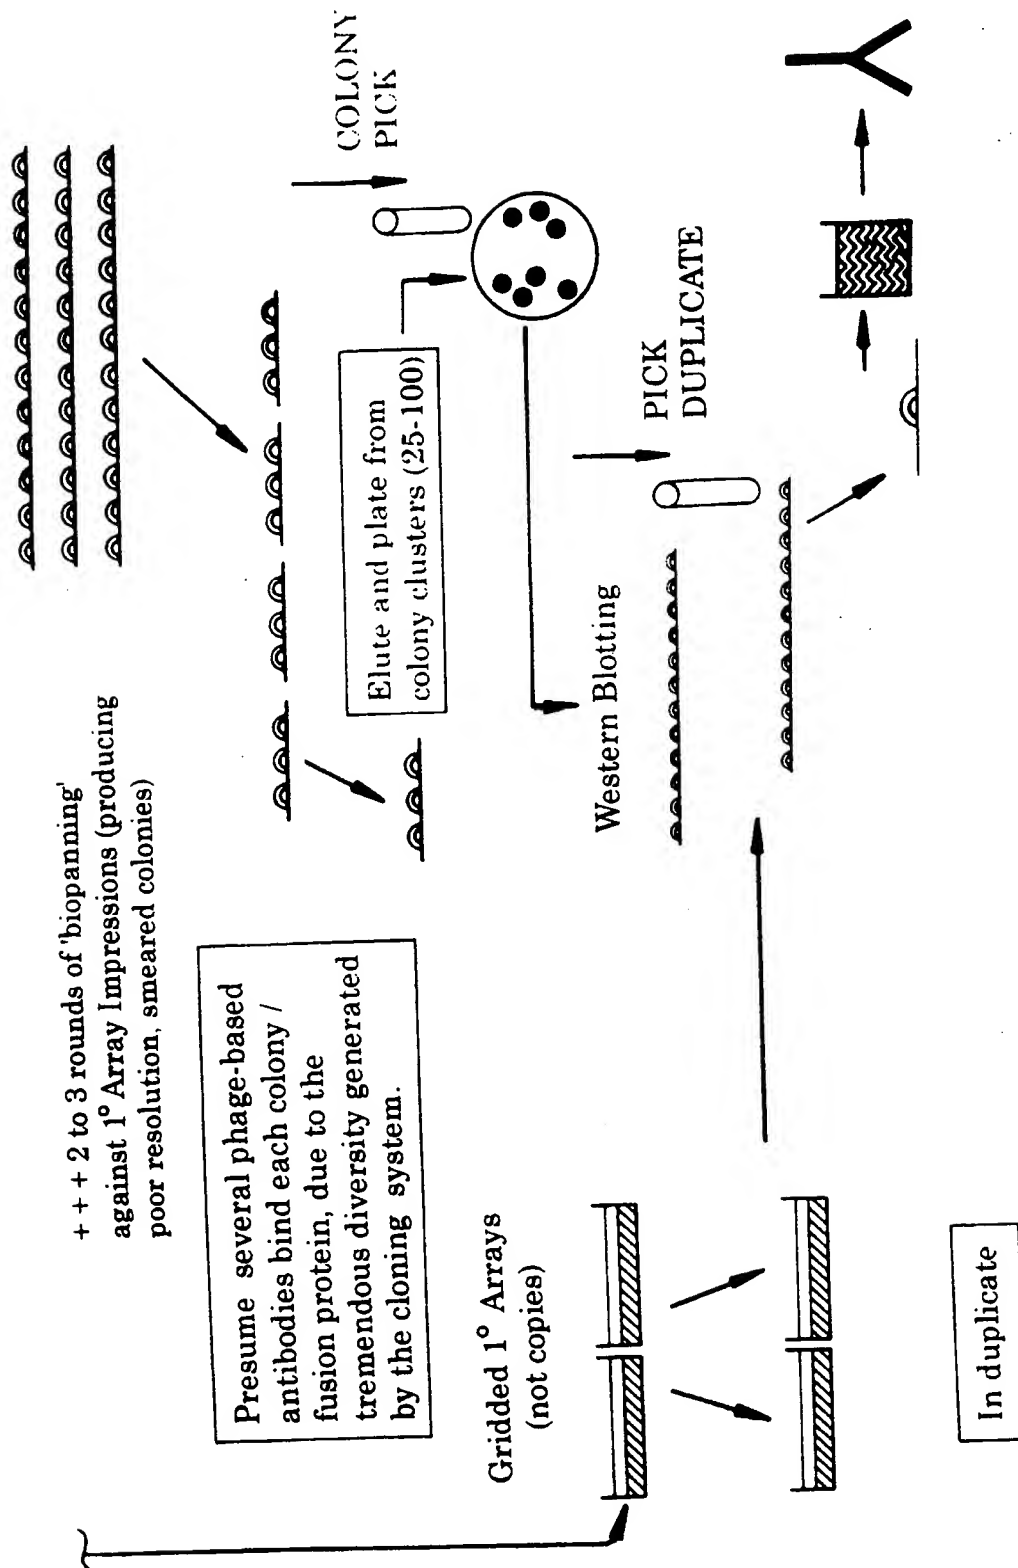 + + + 2 to 3 rounds of 'biopanning'
against 1° Array Impressions (producing
poor resolution, smeared colonies)
Presume several phage-based
antibodies bind each colony /
fusion protein, due to the
tremendous diversity generated
by the cloning system.
Elute and plate from
colony clusters (25-100)
COLONY
PICK
Gridded 1° Arrays
(not copies)
Western Blotting
PICK
DUPLICATE
In duplicate